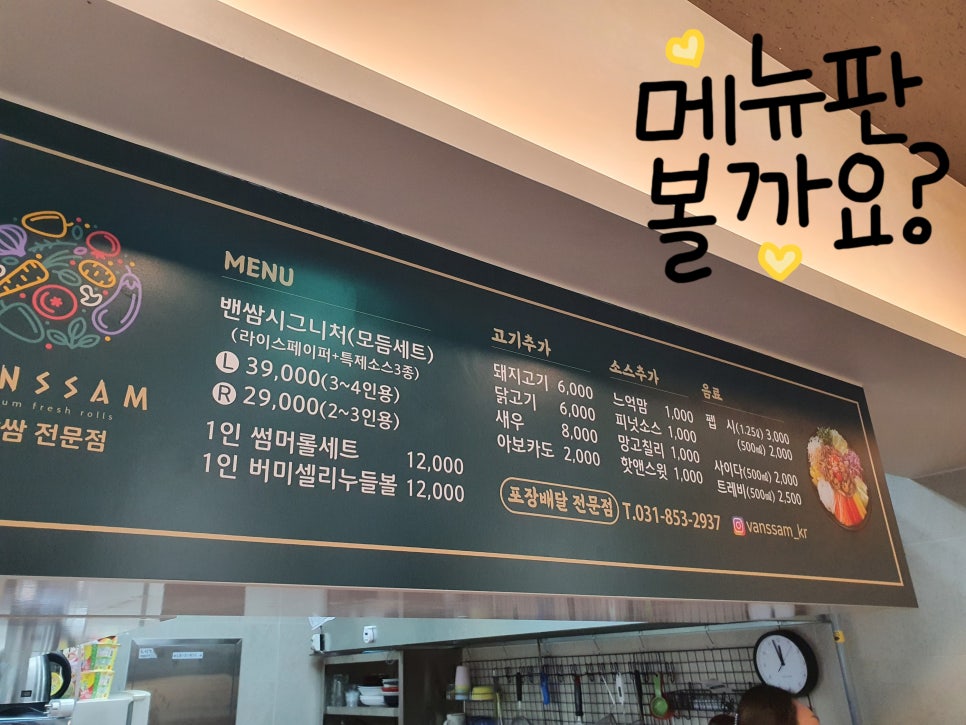 메뉴판
볼까요?
NSSAM
um fresh rolls
쌈 전문점
MENU
밴쌈시그니처(모듬세트)
(라이스페이퍼+특제소스3종)
L 39,000(3~4인용)
R 29,000(2~3인용)
1인 썸머롤세트 12,000
1인 버미셀리누들볼 12,000
고기추가
돼지고기 6,000
닭고기 6,000
새우 8,000
아보카도 2,000
소스추가
느억맘 1,000
피넛소스 1,000
망고칠리 1,000
핫앤스윗 1,000
음료
펩 시(1.25ℓ) 3,000
(500㎖) 2,000
사이다(500㎖) 2,000
트레비(500㎖) 2,500
포장배달 전문점 T.031-853-2937 vanssam_kr